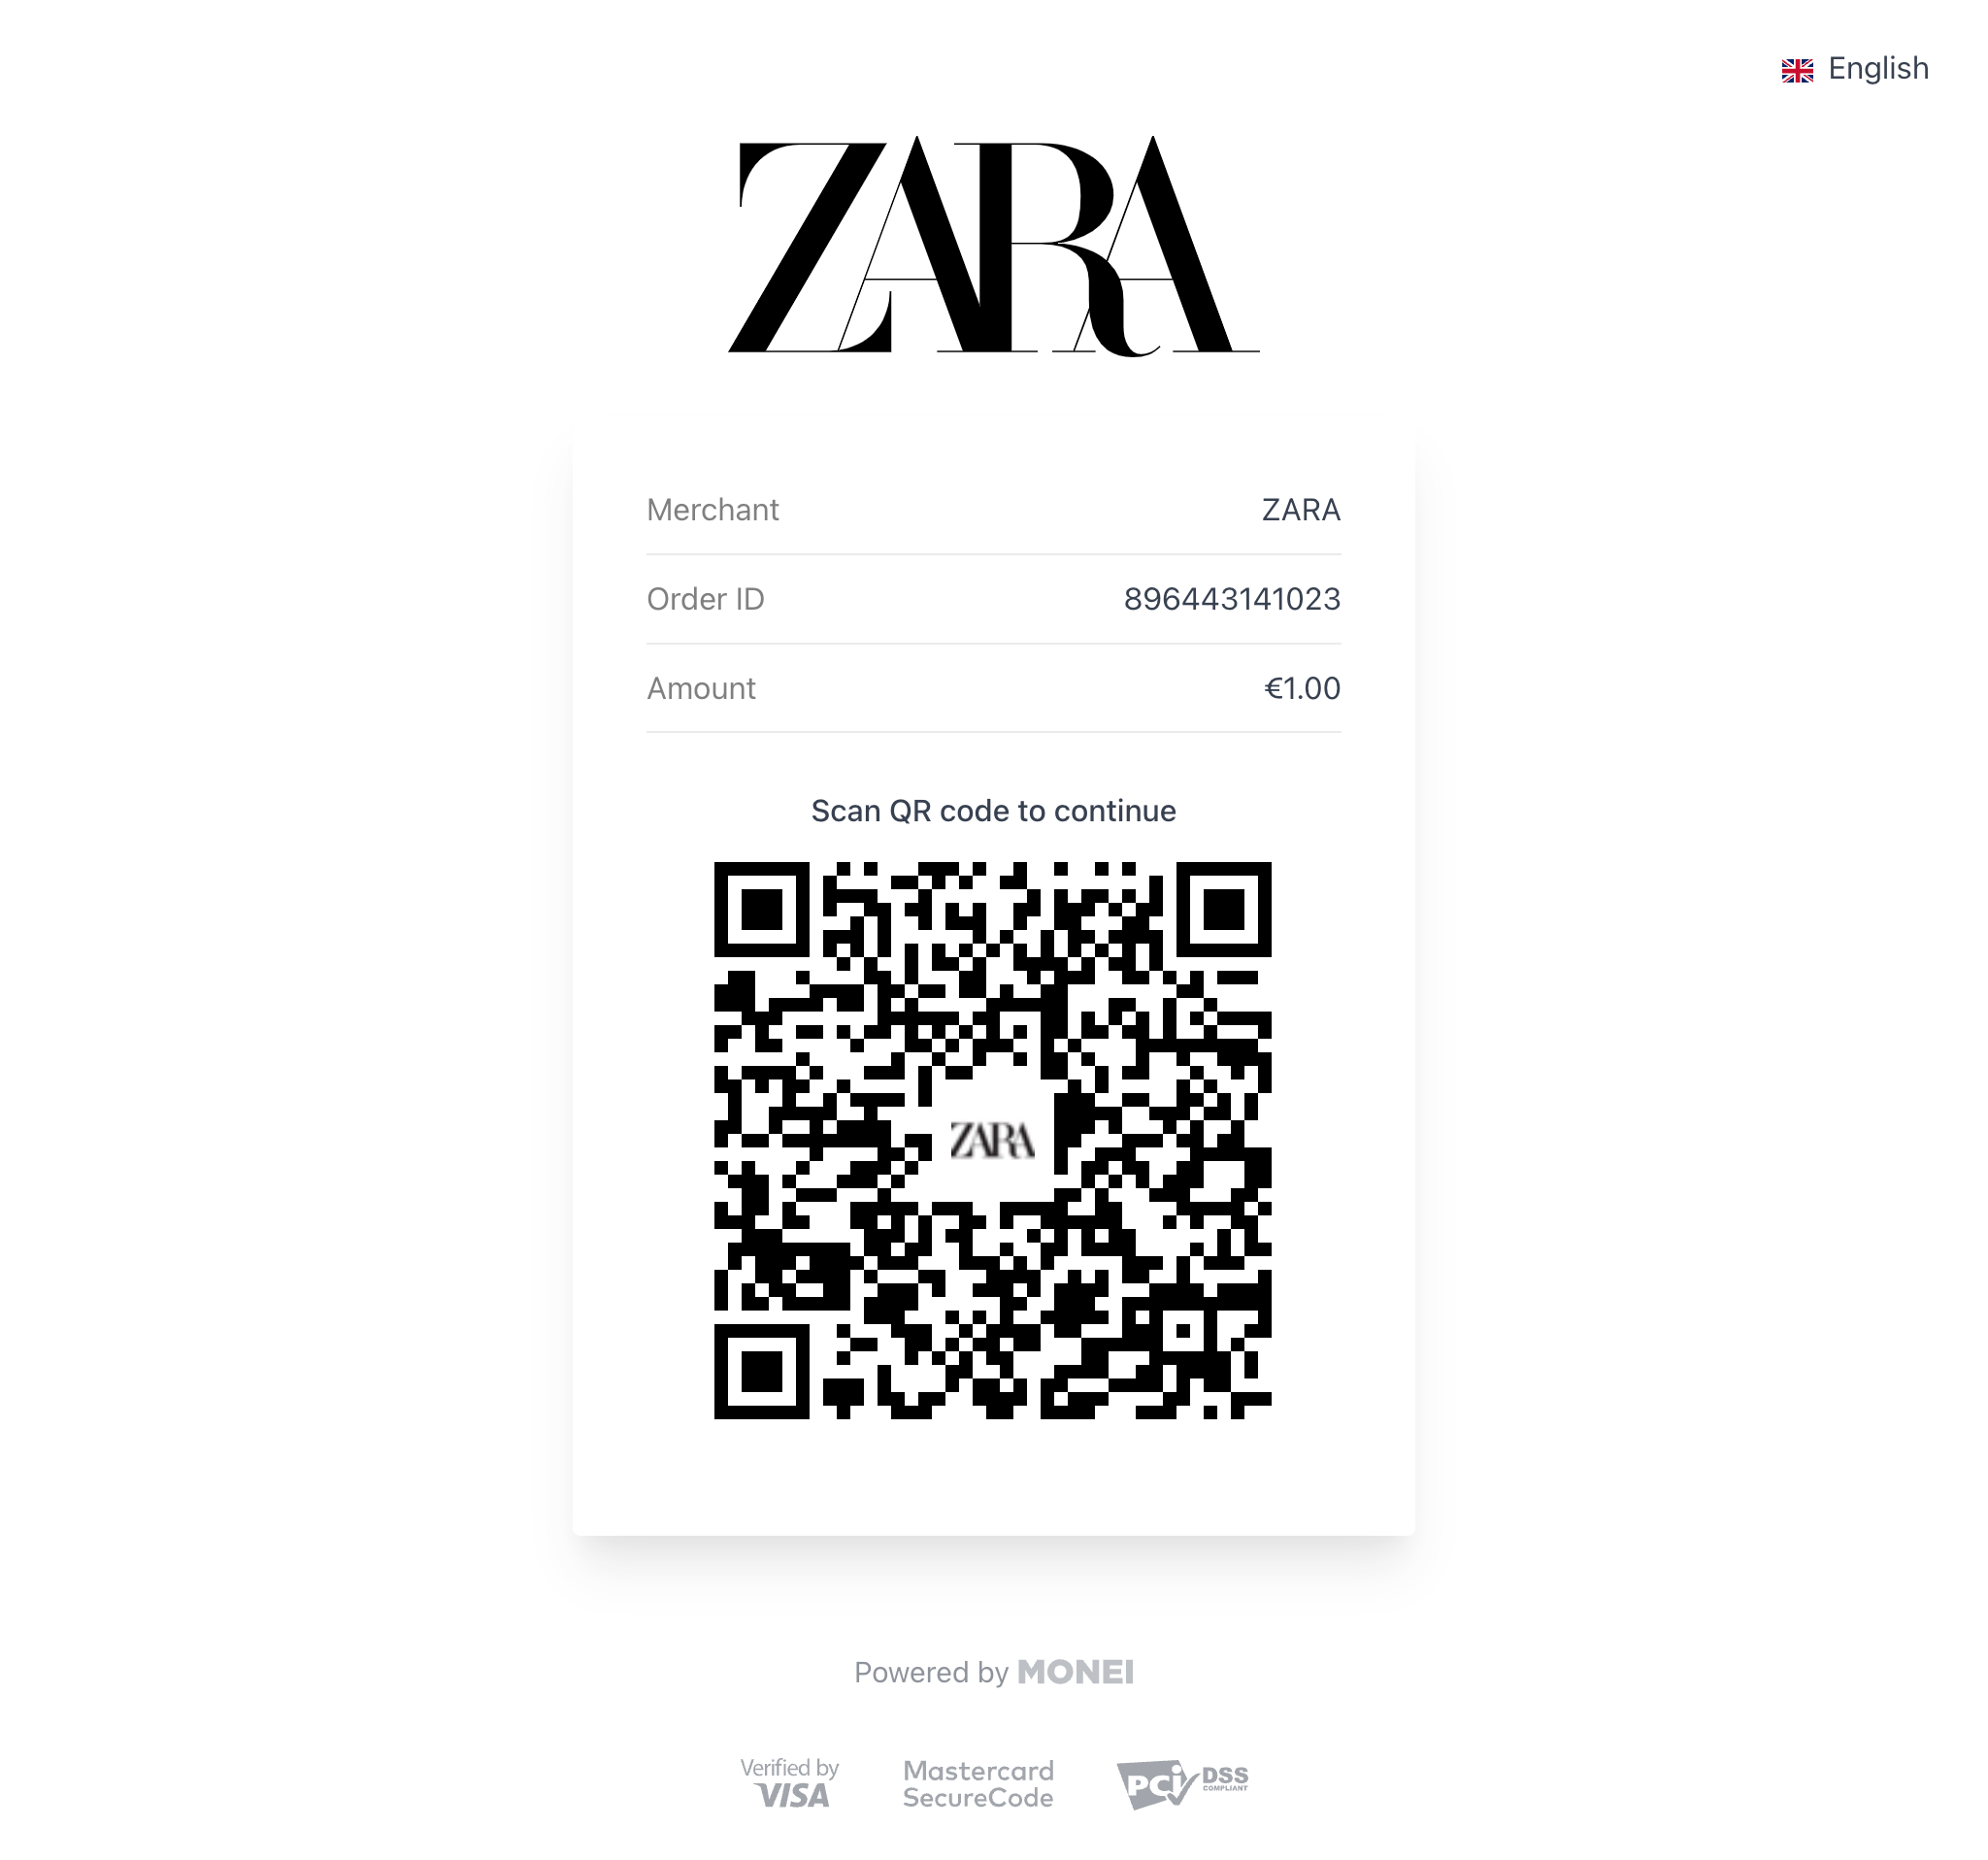 English
ZARA
Merchant ZARA
Order ID 896443141023
Amount €1.00
Scan QR code to continue
ZARA
Powered by MONEI
Verified by
VISA
Mastercard
SecureCode
PCI DSS
COMPLIANT